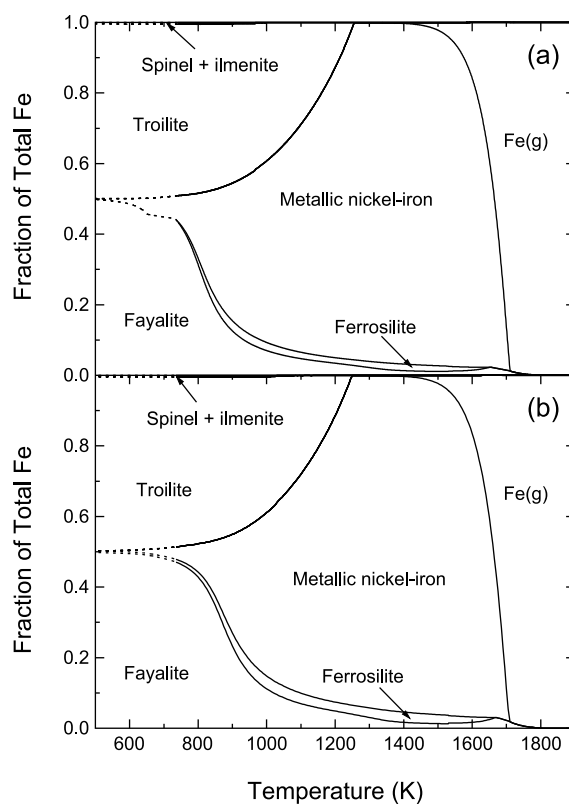 1.0
(a)
Spinel + ilmenite
0.8
Troilite
Fe(g)
0.6
Metallic nickel-iron
Fraction of Total Fe
0.4
0.2
Fayalite
Ferrosilite
0.0
(b)
Spinel + ilmenite
0.8
Troilite
Fe(g)
0.6
Metallic nickel-iron
Fraction of Total Fe
0.4
0.2
Fayalite
Ferrosilite
0.0
600 800 1000 1200 1400 1600 1800
Temperature (K)